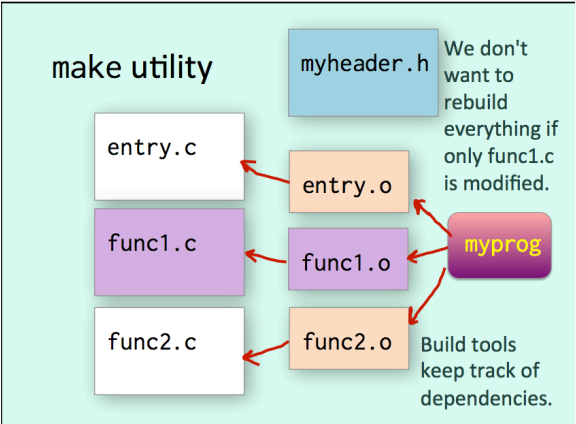 make utility
myheader.h
We don't
want to
rebuild
everything if
only func1.c
is modified.
entry.c
entry.o
func1.c
func1.o
myprog
func2.c
func2.o
Build tools
keep track of
dependencies.